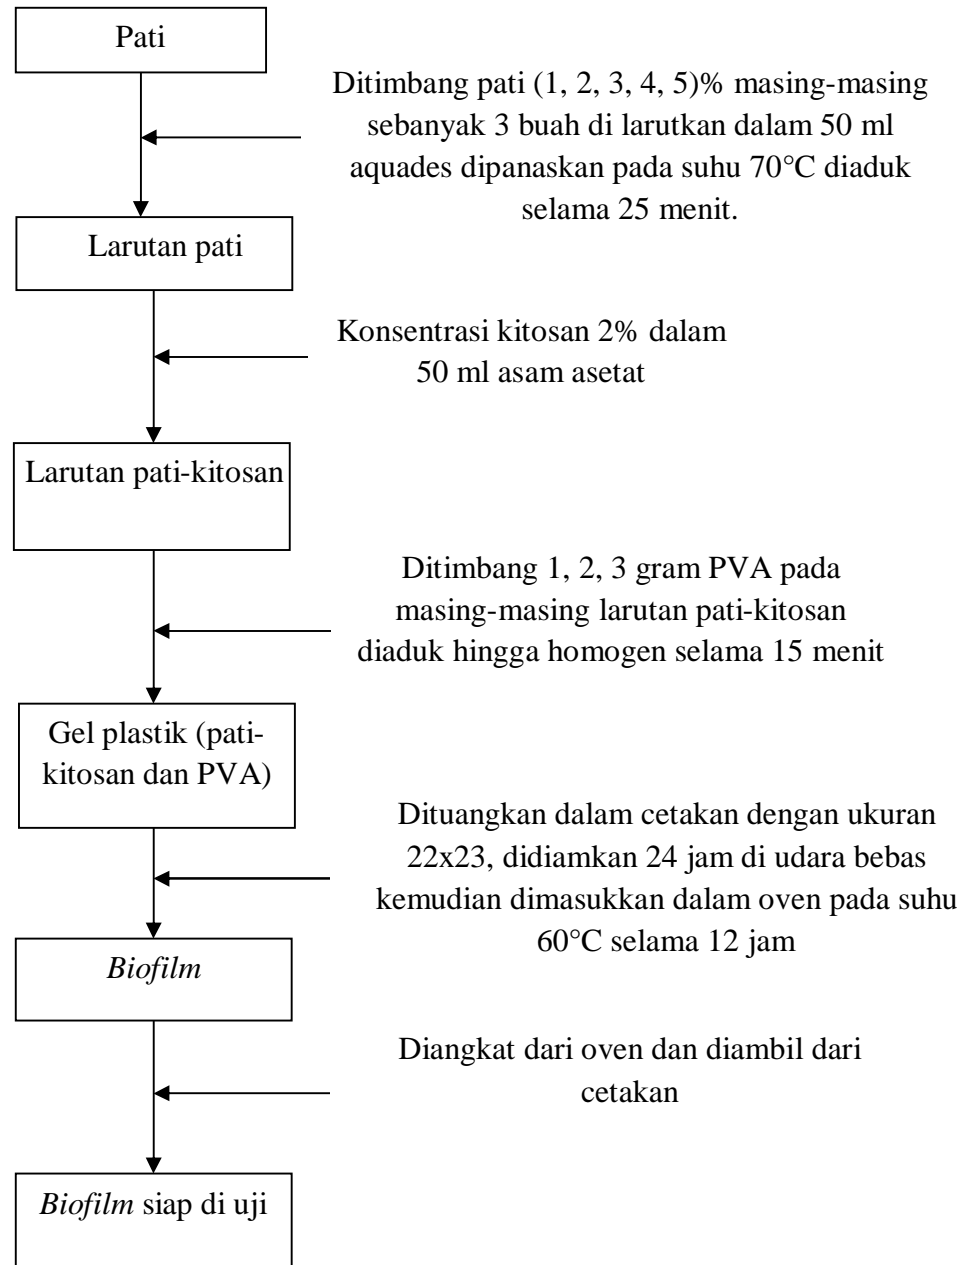 Pati
Ditimbang pati (1, 2, 3, 4, 5)% masing-masing
sebanyak 3 buah di larutkan dalam 50 ml
aquades dipanaskan pada suhu 70°C diaduk
selama 25 menit.
Larutan pati
Konsentrasi kitosan 2% dalam
50 ml asam asetat
Larutan pati-kitosan
Ditimbang 1, 2, 3 gram PVA pada
masing-masing larutan pati-kitosan
diaduk hingga homogen selama 15 menit
Gel plastik (pati-
kitosan dan PVA)
Dituangkan dalam cetakan dengan ukuran
22x23, didiamkan 24 jam di udara bebas
kemudian dimasukkan dalam oven pada suhu
60°C selama 12 jam
Biofilm
Diangkat dari oven dan diambil dari
cetakan
Biofilm siap di uji